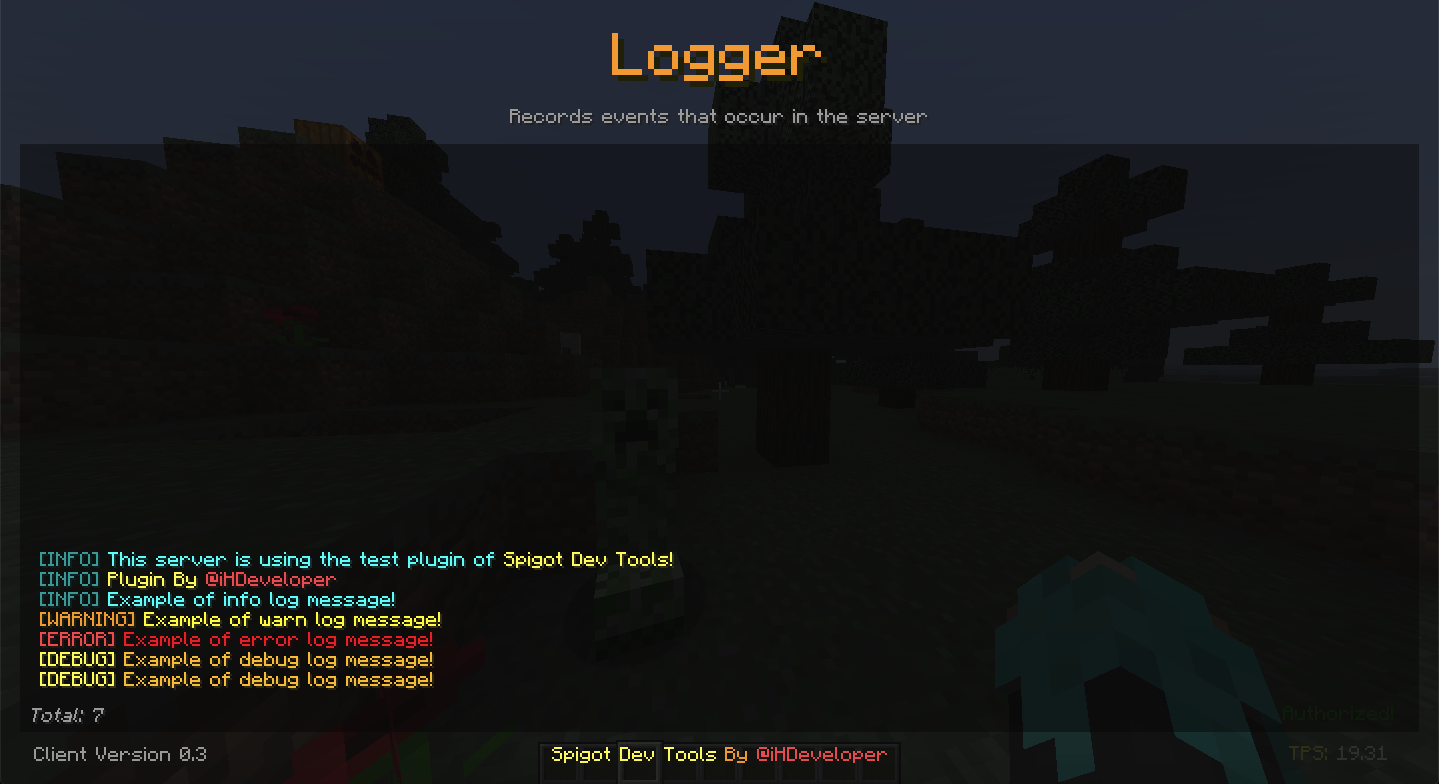 Logger
Records events that occur in the server
[INFO] This server is using the test plugin of Spigot Dev Tools!
[INFO] Plugin By @iHDeveloper
[INFO] Example of info log message!
[WARNING] Example of warn log message!
[ERROR] Example of error log message!
[DEBUG] Example of debug log message!
[DEBUG] Example of debug log message!
Total: 7
Authorized!
Client Version 0.3
Spigot Dev Tools By @iHDeveloper
TPS: 19.31